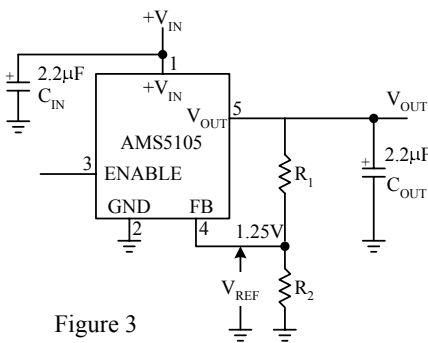 +V_IN
1
2.2μF
+
C_IN
+V_IN
V_OUT
5
V_OUT
AMS5105
3
ENABLE
R_1
+
2.2μF
C_OUT
GND
FB
2
4
1.25V
V_REF
R_2
Figure 3